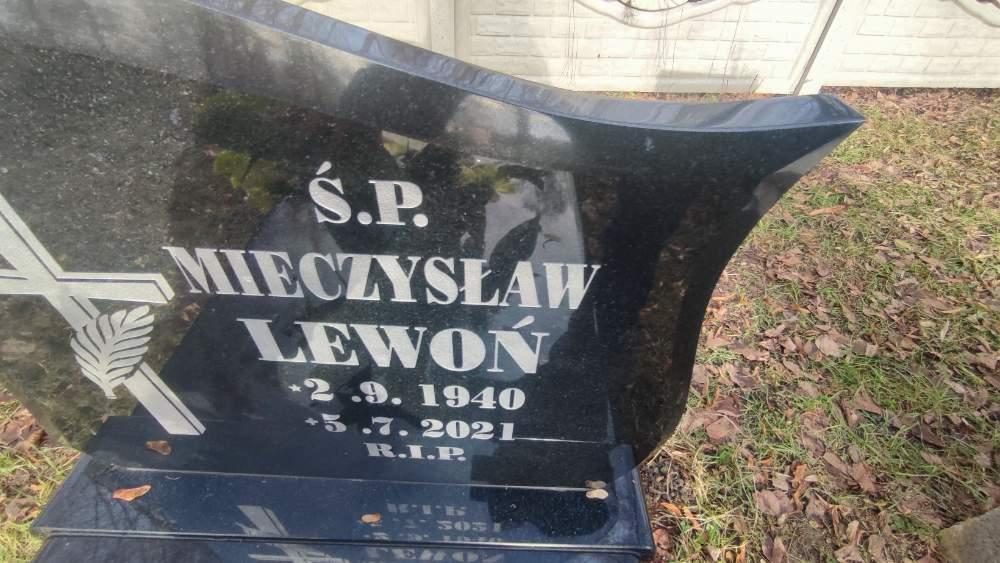 Ś.P.
MIECZYSŁAW
LEWOŃ
*2.9.1940
+5.7.2021
R.I.P.